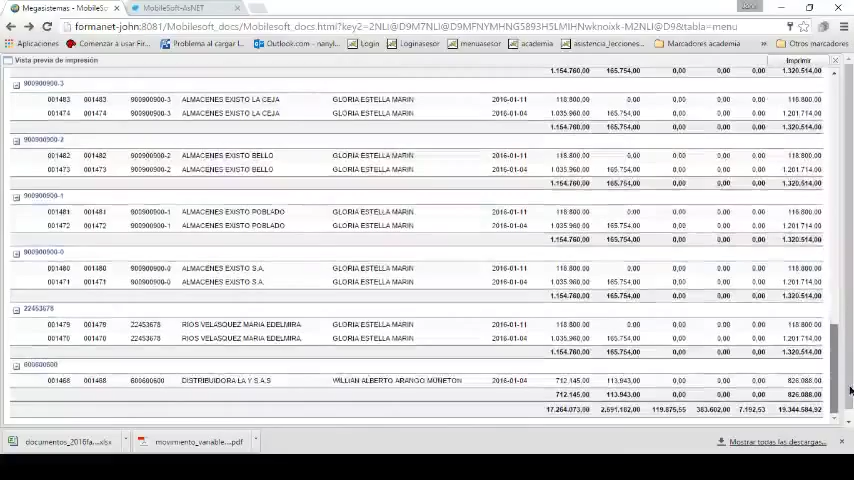 Megasistemas - MobileSoft
MobileSoft-AsNET
formanet-john:8081/Mobilesoft_docs/Mobilesoft_docs.html?key2=2NLI@D9M7NLI@D9MFNYMHNG5893H5LMIHNwknoixk-M2NLI@D9&tabla=menu
Aplicaciones Comenzar a usar Fir... Problema al cargar l... Outlook.com - nanyl... Login Loginasesor menuasesor academia asistencia_lecciones... Marcadores academia » Otros marcadores
Vista previa de impresión Imprimir
1.154.760,00 165.754,00 0,00 0,00 0,00 1.320.514,00
900900900-3
001483 001483 900900900-3 ALMACENES EXISTO LA CEJA GLORIA ESTELLA MARIN 2016-01-11 118.800,00 0,00 0,00 0,00 0,00 118.800,00
001474 001474 900900900-3 ALMACENES EXISTO LA CEJA GLORIA ESTELLA MARIN 2016-01-04 1.035.960,00 165.754,00 0,00 0,00 0,00 1.201.714,00
1.154.760,00 165.754,00 0,00 0,00 0,00 1.320.514,00
900900900-2
001482 001482 900900900-2 ALMACENES EXISTO BELLO GLORIA ESTELLA MARIN 2016-01-11 118.800,00 0,00 0,00 0,00 0,00 118.800,00
001473 001473 900900900-2 ALMACENES EXISTO BELLO GLORIA ESTELLA MARIN 2016-01-04 1.035.960,00 165.754,00 0,00 0,00 0,00 1.201.714,00
1.154.760,00 165.754,00 0,00 0,00 0,00 1.320.514,00
900900900-1
001481 001481 900900900-1 ALMACENES EXISTO POBLADO GLORIA ESTELLA MARIN 2016-01-11 118.800,00 0,00 0,00 0,00 0,00 118.800,00
001472 001472 900900900-1 ALMACENES EXISTO POBLADO GLORIA ESTELLA MARIN 2016-01-04 1.035.960,00 165.754,00 0,00 0,00 0,00 1.201.714,00
1.154.760,00 165.754,00 0,00 0,00 0,00 1.320.514,00
900900900-0
001480 001480 900900900-0 ALMACENES EXISTO S.A. GLORIA ESTELLA MARIN 2016-01-11 118.800,00 0,00 0,00 0,00 0,00 118.800,00
001471 001471 900900900-0 ALMACENES EXISTO S.A. GLORIA ESTELLA MARIN 2016-01-04 1.035.960,00 165.754,00 0,00 0,00 0,00 1.201.714,00
1.154.760,00 165.754,00 0,00 0,00 0,00 1.320.514,00
22453678
001479 001479 22453678 RIOS VELASQUEZ MARIA EDELMIRA GLORIA ESTELLA MARIN 2016-01-11 118.800,00 0,00 0,00 0,00 0,00 118.800,00
001470 001470 22453678 RIOS VELASQUEZ MARIA EDELMIRA GLORIA ESTELLA MARIN 2016-01-04 1.035.960,00 165.754,00 0,00 0,00 0,00 1.201.714,00
1.154.760,00 165.754,00 0,00 0,00 0,00 1.320.514,00
600600600
001468 001468 600600600 DISTRIBUIDORA LA Y S.A.S WILLIAN ALBERTO ARANGO MUNETON 2016-01-04 712.145,00 113.943,00 0,00 0,00 0,00 826.088,00
712.145,00 113.943,00 0,00 0,00 0,00 826.088,00
17.264.073,00 2.691.182,00 119.875,55 383.602,00 7.192,53 19.344.584,92
documentos_2016fa....xlsx movimiento_variable....pdf Mostrar todas las descargas...